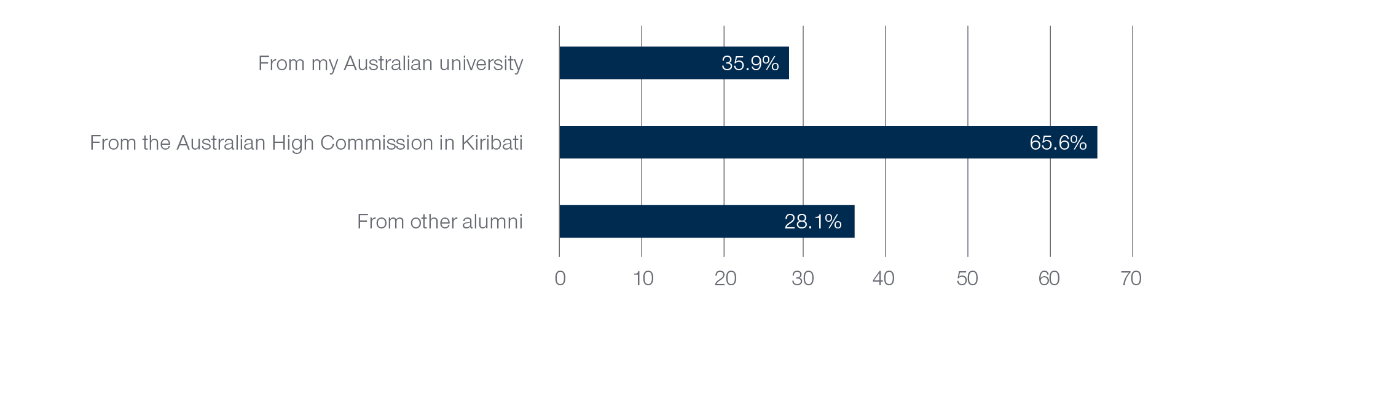 From my Australian university 35.9%
From the Australian High Commission in Kiribati 65.6%
From other alumni 28.1%
0 10 20 30 40 50 60 70